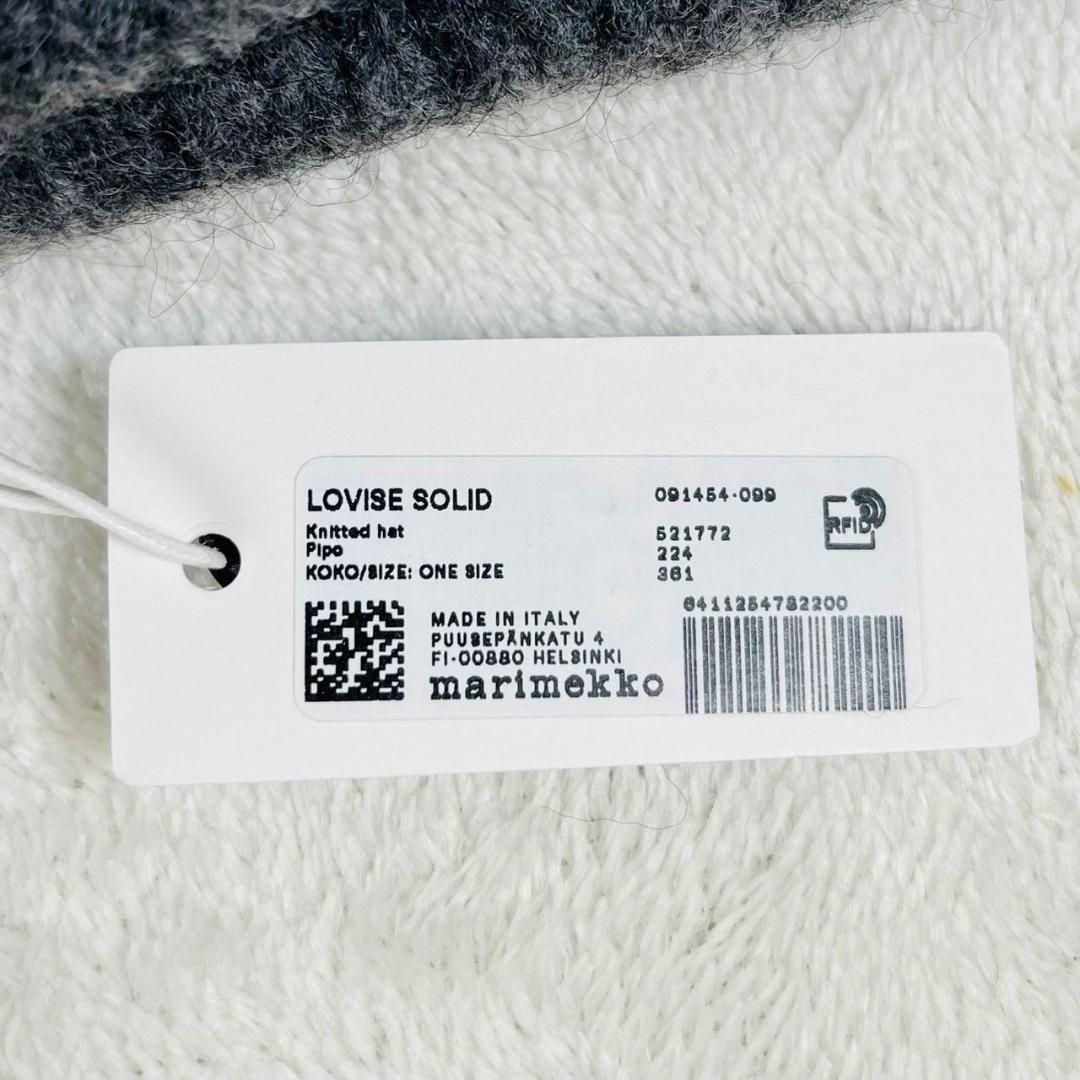 LOVISE SOLID
Knitted hat
Pipo
KOKO/SIZE: ONE SIZE
091454-099
521772
224
361
RFID
6411254782200
MADE IN ITALY
PUUSEPÄNKATU 4
FI-00880 HELSINKI
marimekko